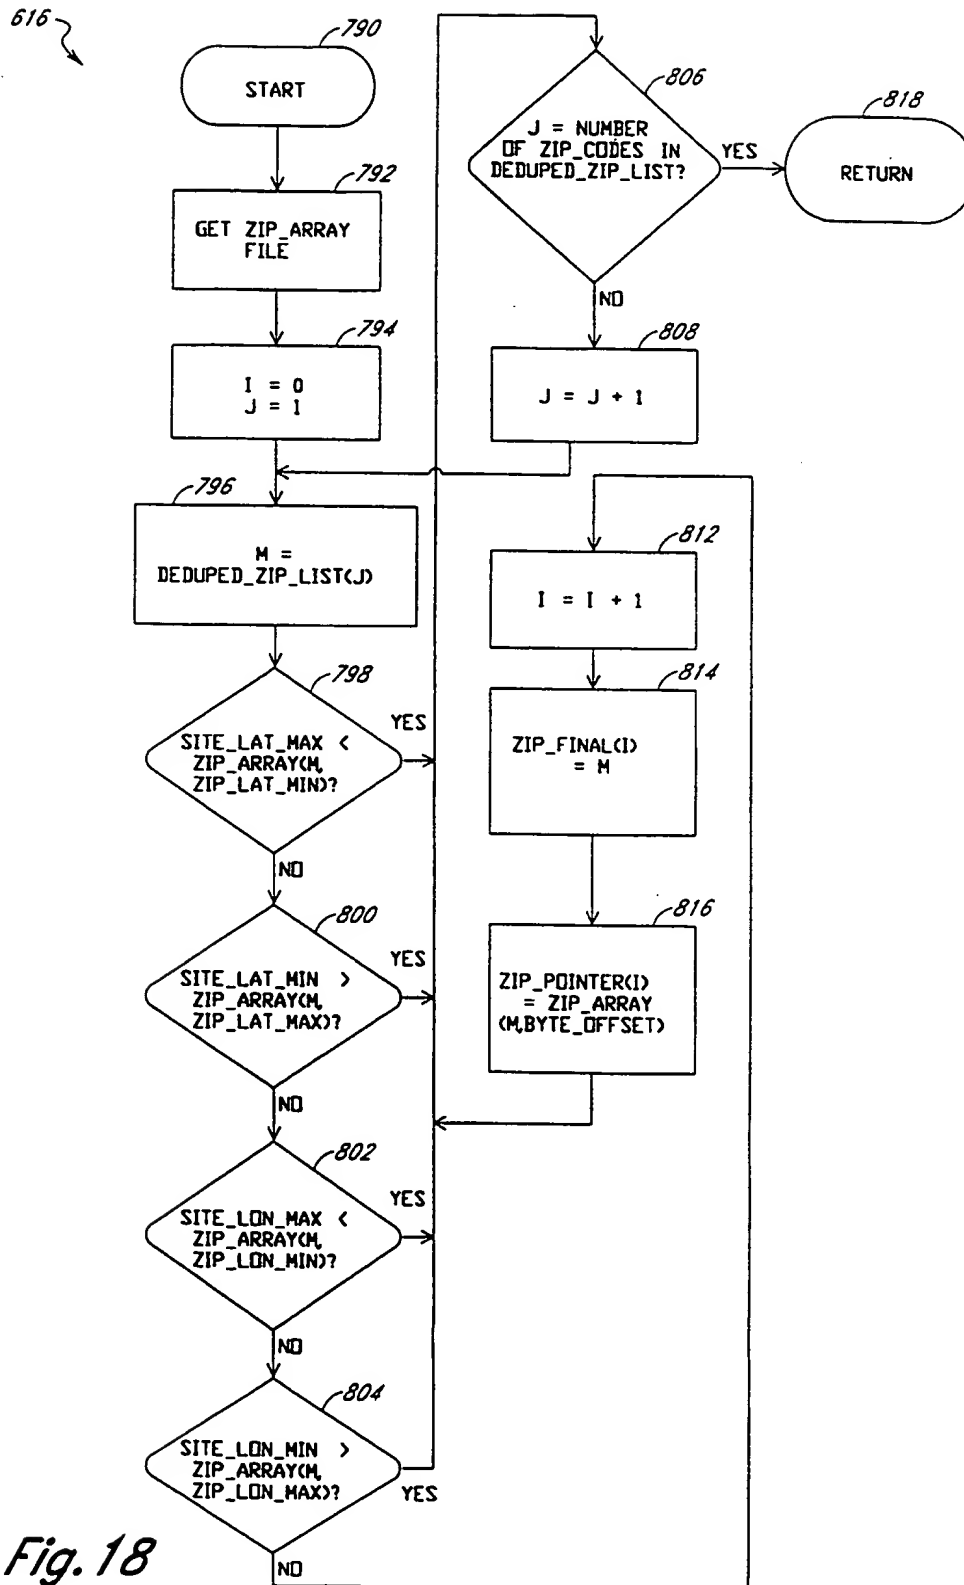 616
790
START
792
GET ZIP_ARRAY
FILE
794
I = 0
J = 1
796
M =
DEDUPED_ZIP_LIST(J)
798
SITE_LAT_MAX <
ZIP_ARRAY(M,
ZIP_LAT_MIN)?
YES
NO
800
SITE_LAT_MIN >
ZIP_ARRAY(M,
ZIP_LAT_MAX)?
YES
NO
802
SITE_LON_MAX <
ZIP_ARRAY(M,
ZIP_LON_MIN)?
YES
NO
804
SITE_LON_MIN >
ZIP_ARRAY(M,
ZIP_LON_MAX)?
YES
NO
806
J = NUMBER
OF ZIP_CODES IN
DEDUPED_ZIP_LIST?
YES
NO
818
RETURN
808
J = J + 1
812
I = I + 1
814
ZIP_FINAL(I)
= M
816
ZIP_POINTER(I)
= ZIP_ARRAY
(M,BYTE_OFFSET)
Fig. 18